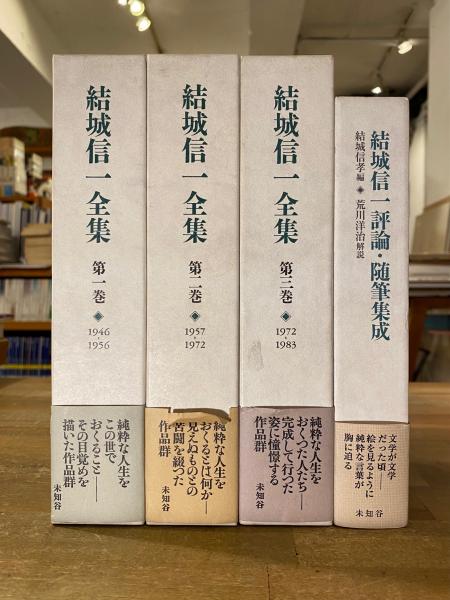 結城信一全集
第一巻
1946
1956
純粋な人生を
この世で
おくること——
その目覚めを
描いた作品群
未知谷
結城信一全集
第二巻
1957
1972
純粋な人生を
おくるとは何か——
見えぬものとの
苦闘を綴つた
作品群
未知谷
結城信一全集
第三巻
1972
1983
純粋な人生を
おくつた人たち——
完成して行つた
姿に憧憬する
作品群
未知谷
結城信一 評論・随筆集成
結城信孝 編 荒川洋治 解説
文学が文学
だった頃——
絵を見るように
純粋な言葉が
胸に迫る
未知谷